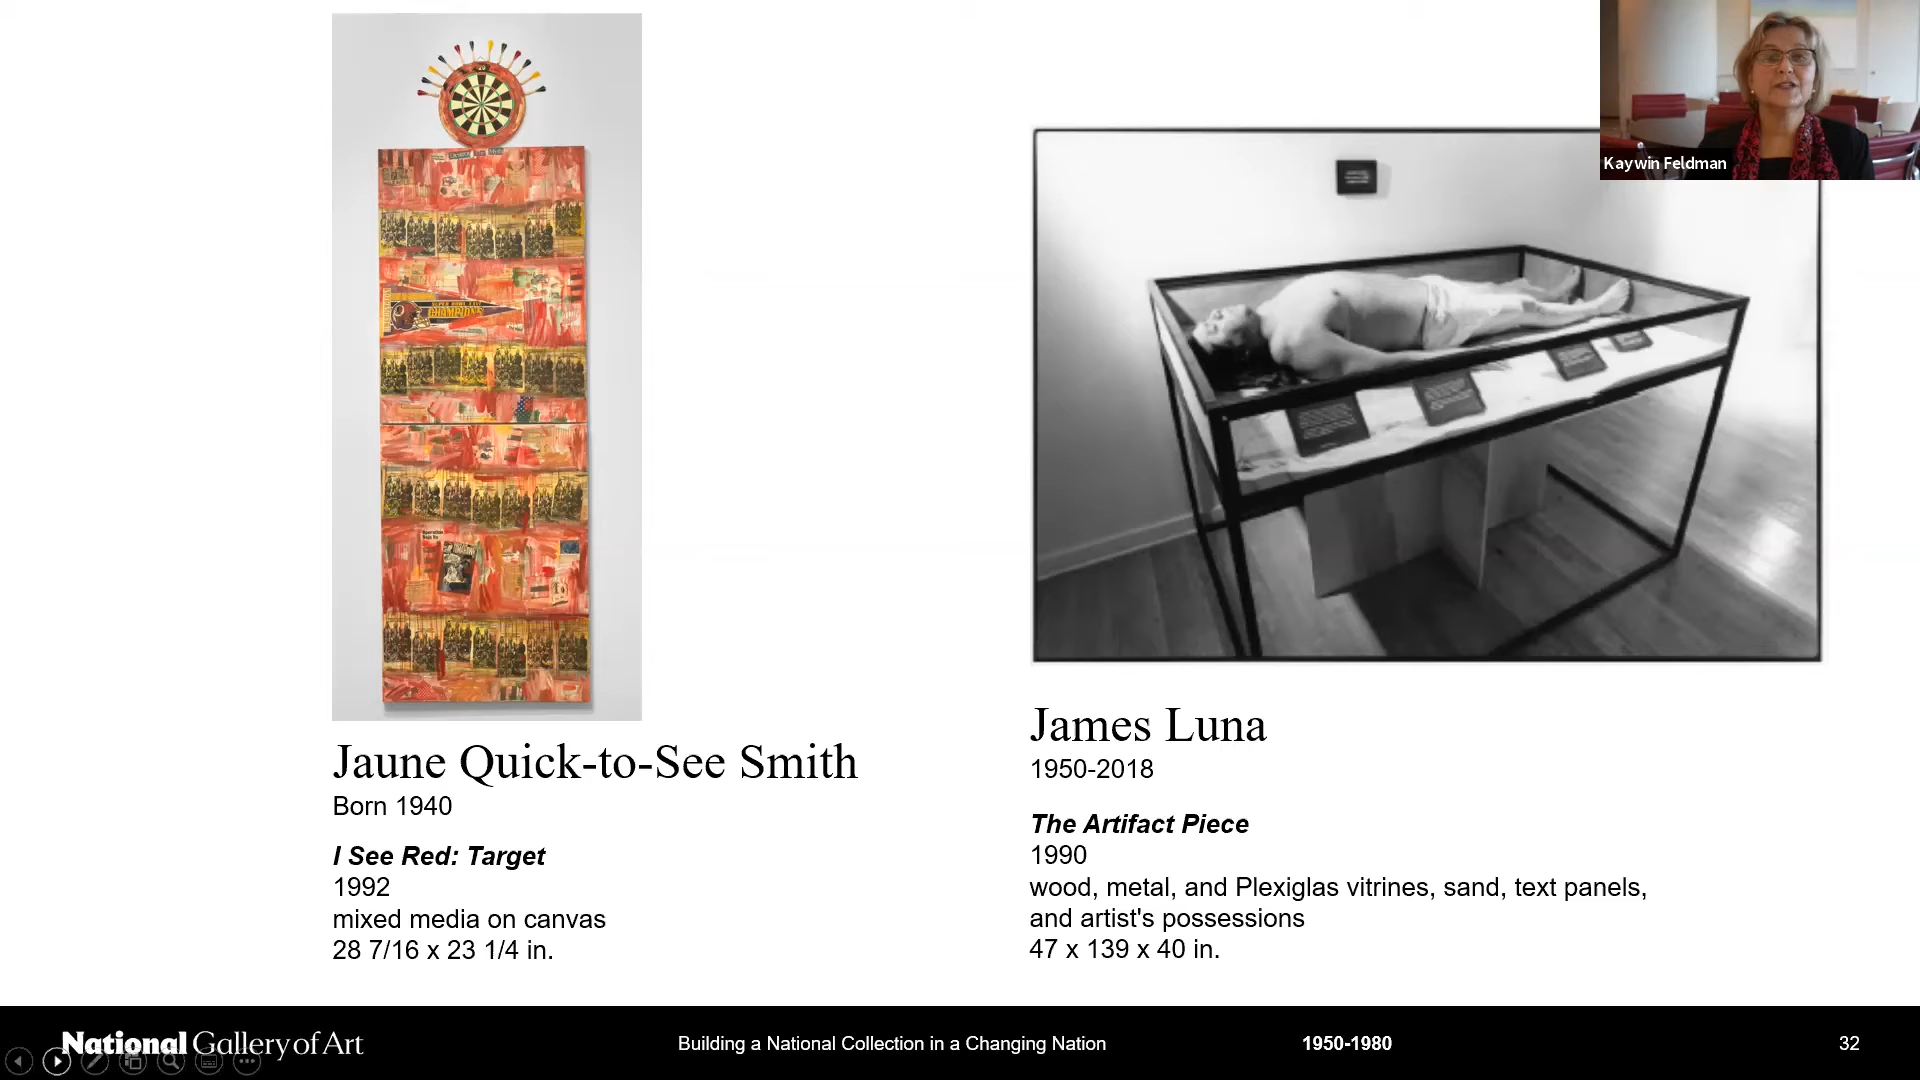 Kaywin Feldman
CHAMPIONS
Jaune Quick-to-See Smith
Born 1940
I See Red: Target
1992
mixed media on canvas
28 7/16 x 23 1/4 in.
James Luna
1950-2018
The Artifact Piece
1990
wood, metal, and Plexiglas vitrines, sand, text panels,
and artist's possessions
47 x 139 x 40 in.
National Gallery of Art
Building a National Collection in a Changing Nation
1950-1980
32